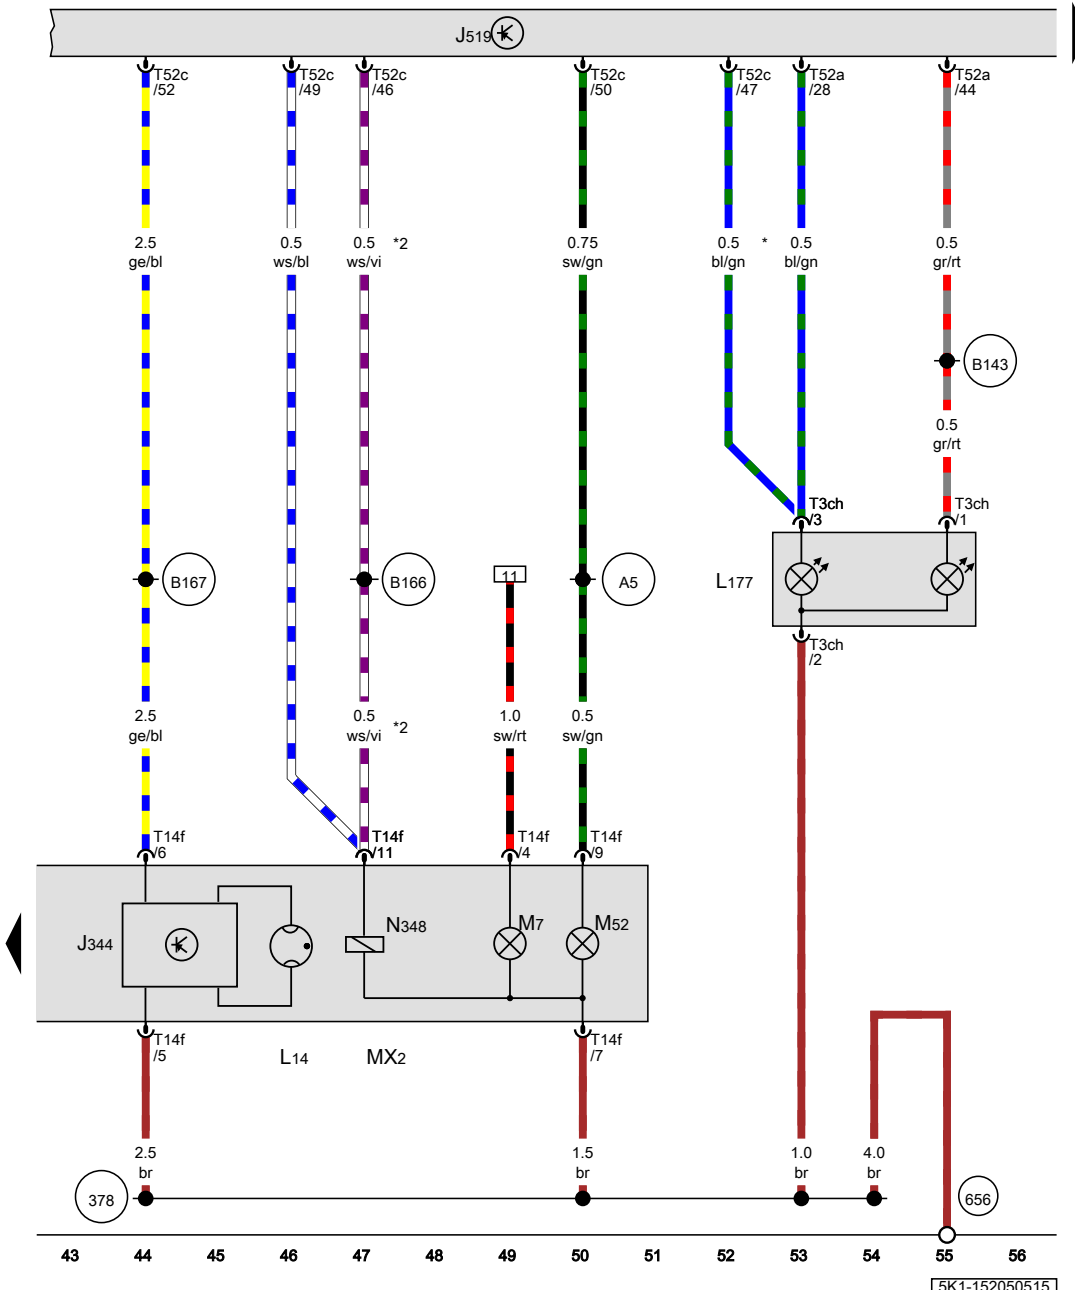 J519
T52c T52c T52c T52c T52c T52a T52a
/52 /49 /46 /50 /47 /28 /44
2.5 0.5 0.5 *2 0.75 0.5 * 0.5 0.5
ge/bl ws/bl ws/vi sw/gn bl/gn bl/gn gr/rt
B143
0.5
gr/rt
T3ch T3ch
/3 /1
B167 B166 11 A5 L177
T3ch
/2
2.5 0.5 *2 1.0 0.5
ge/bl ws/vi sw/rt sw/gn
T14f T14f T14f T14f
/6 /11 /4 /9
J344 N348 M7 M52
T14f T14f
/5 /7
L14 MX2
2.5 1.5 1.0 4.0
br br br br
378 656
43 44 45 46 47 48 49 50 51 52 53 54 55 56
5K1-152050515